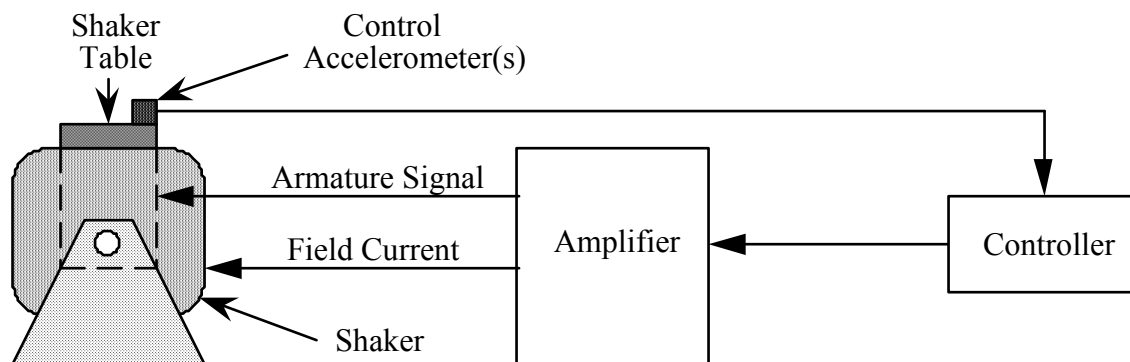 Shaker
Table
Control
Accelerometer(s)
Armature Signal
Field Current
Amplifier
Controller
Shaker